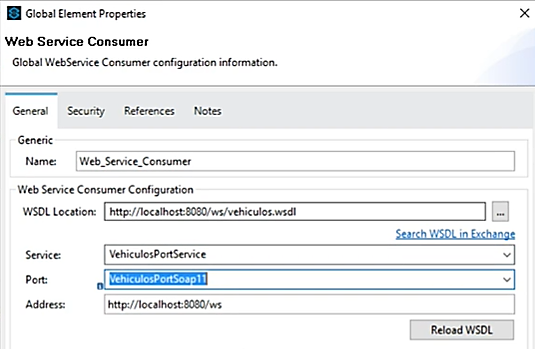 Global Element Properties
Web Service Consumer
Global WebService Consumer configuration information.
General Security References Notes
Generic
Name: Web_Service_Consumer
Web Service Consumer Configuration
WSDL Location: http://localhost:8080/ws/vehiculos.wsdl ...
Search WSDL in Exchange
Service: VehiculosPortService
Port: VehiculosPortSoap11
Address: http://localhost:8080/ws
Reload WSDL